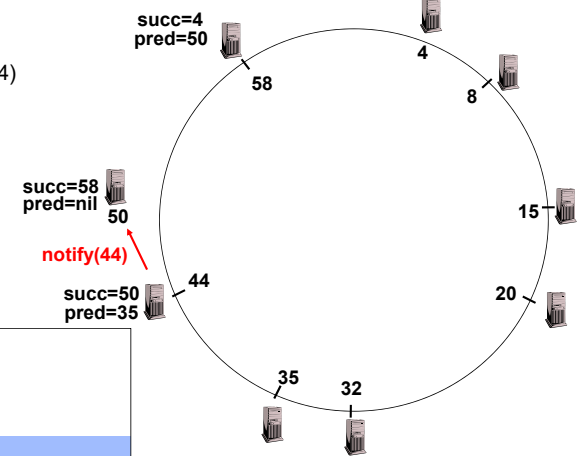 succ=4
pred=50
4)
4
58
8
succ=58
pred=nil
50
15
notify(44)
44
succ=50
pred=35
20
35
32